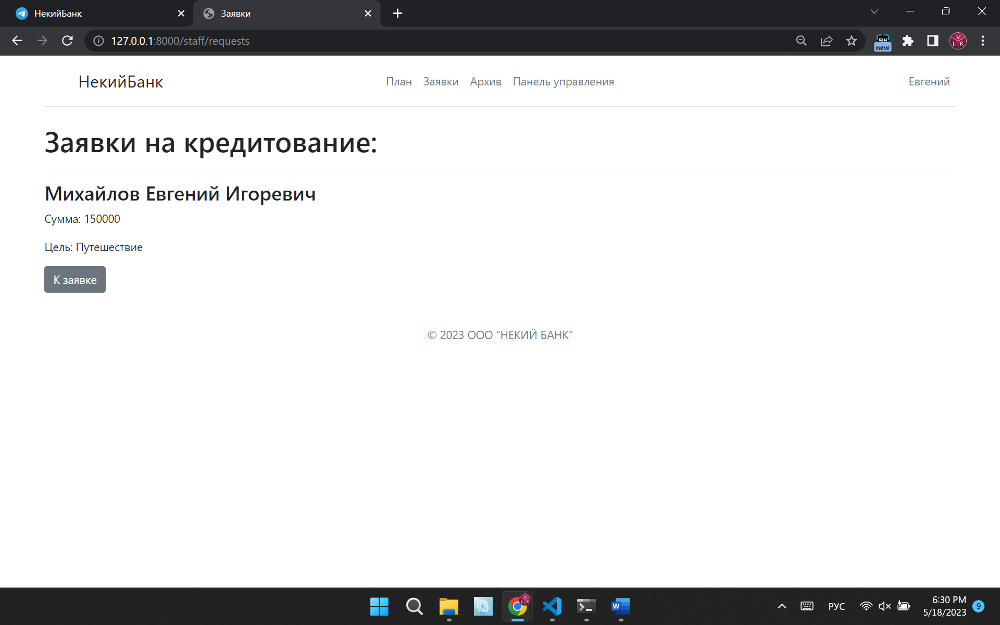 НекийБанк
Заявки
127.0.0.1:8000/staff/requests
new
НекийБанк
План Заявки Архив Панель управления
Евгений
Заявки на кредитование:
Михайлов Евгений Игоревич
Сумма: 150000
Цель: Путешествие
К заявке
© 2023 ООО "НЕКИЙ БАНК"
РУС
6:30 PM
5/18/2023
9